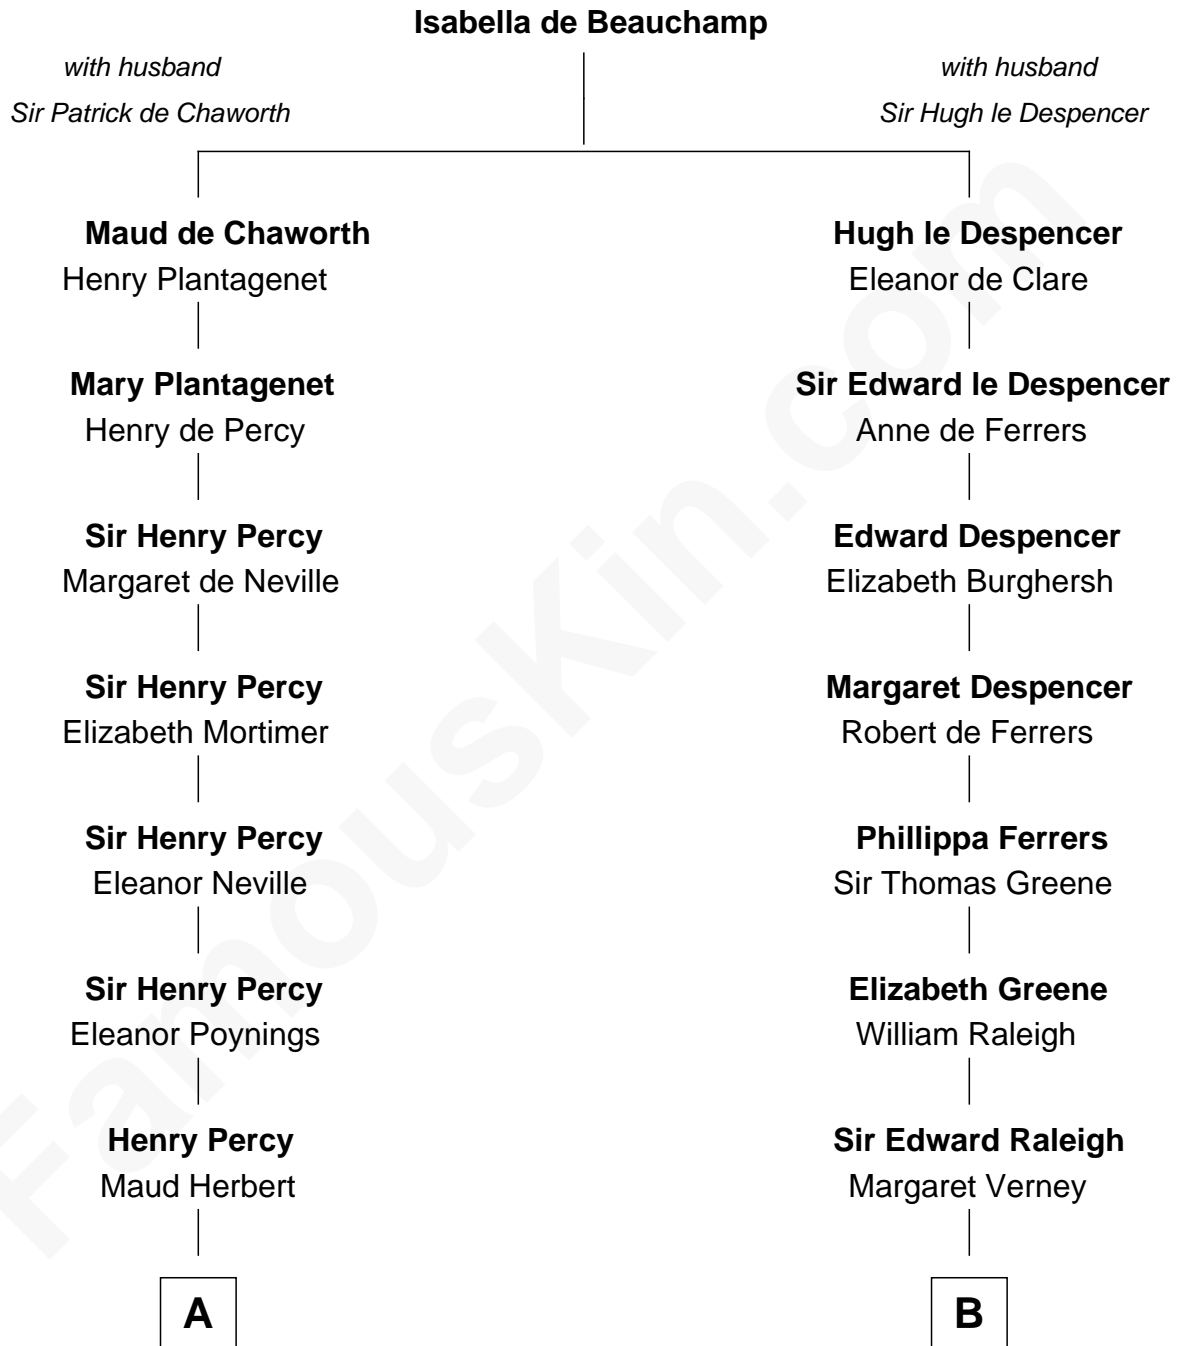 Isabella de Beauchamp
with husband
Sir Patrick de Chaworth
with husband
Sir Hugh le Despencer
Maud de Chaworth
Henry Plantagenet
Mary Plantagenet
Henry de Percy
Sir Henry Percy
Margaret de Neville
Sir Henry Percy
Elizabeth Mortimer
Sir Henry Percy
Eleanor Neville
Sir Henry Percy
Eleanor Poynings
Henry Percy
Maud Herbert
A
Hugh le Despencer
Eleanor de Clare
Sir Edward le Despencer
Anne de Ferrers
Edward Despencer
Elizabeth Burghersh
Margaret Despencer
Robert de Ferrers
Phillippa Ferrers
Sir Thomas Greene
Elizabeth Greene
William Raleigh
Sir Edward Raleigh
Margaret Verney
B
FamousKin.com